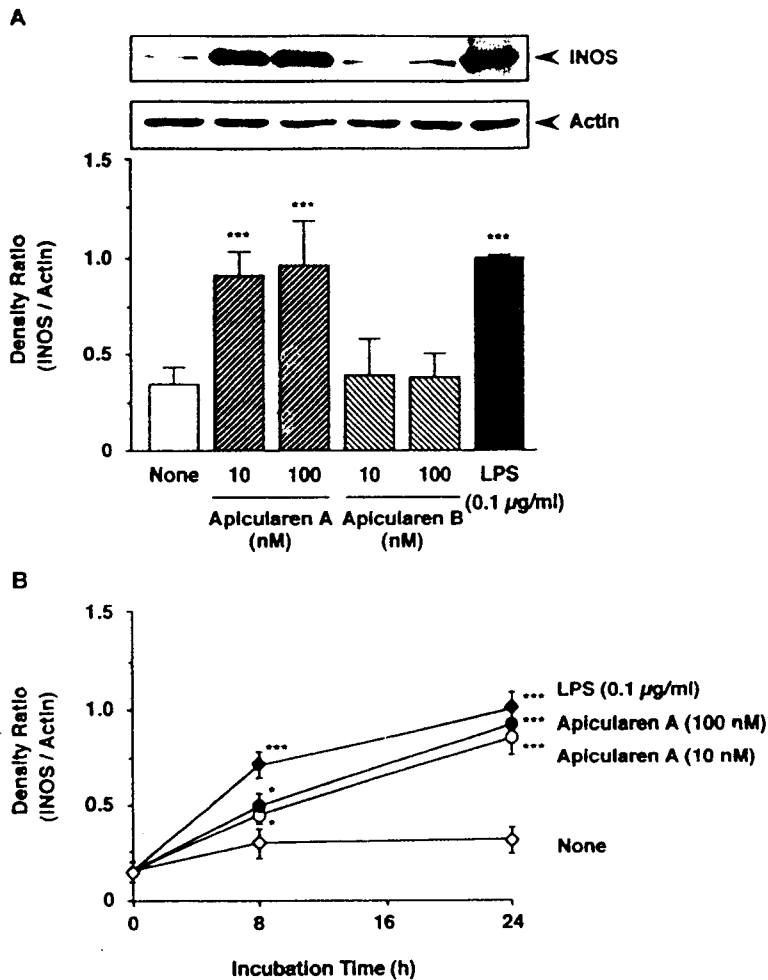 A
INOS
Actin
1.5
1.0
0.5
0
Density Ratio
(INOS / Actin)
***
***
***
None
10
100
10
100
LPS
(0.1 µg/ml)
Apicularen A
(nM)
Apicularen B
(nM)
B
1.5
1.0
0.5
0
Density Ratio
(INOS / Actin)
***
*
*
*** LPS (0.1 µg/ml)
*** Apicularen A (100 nM)
*** Apicularen A (10 nM)
None
0
8
16
24
Incubation Time (h)